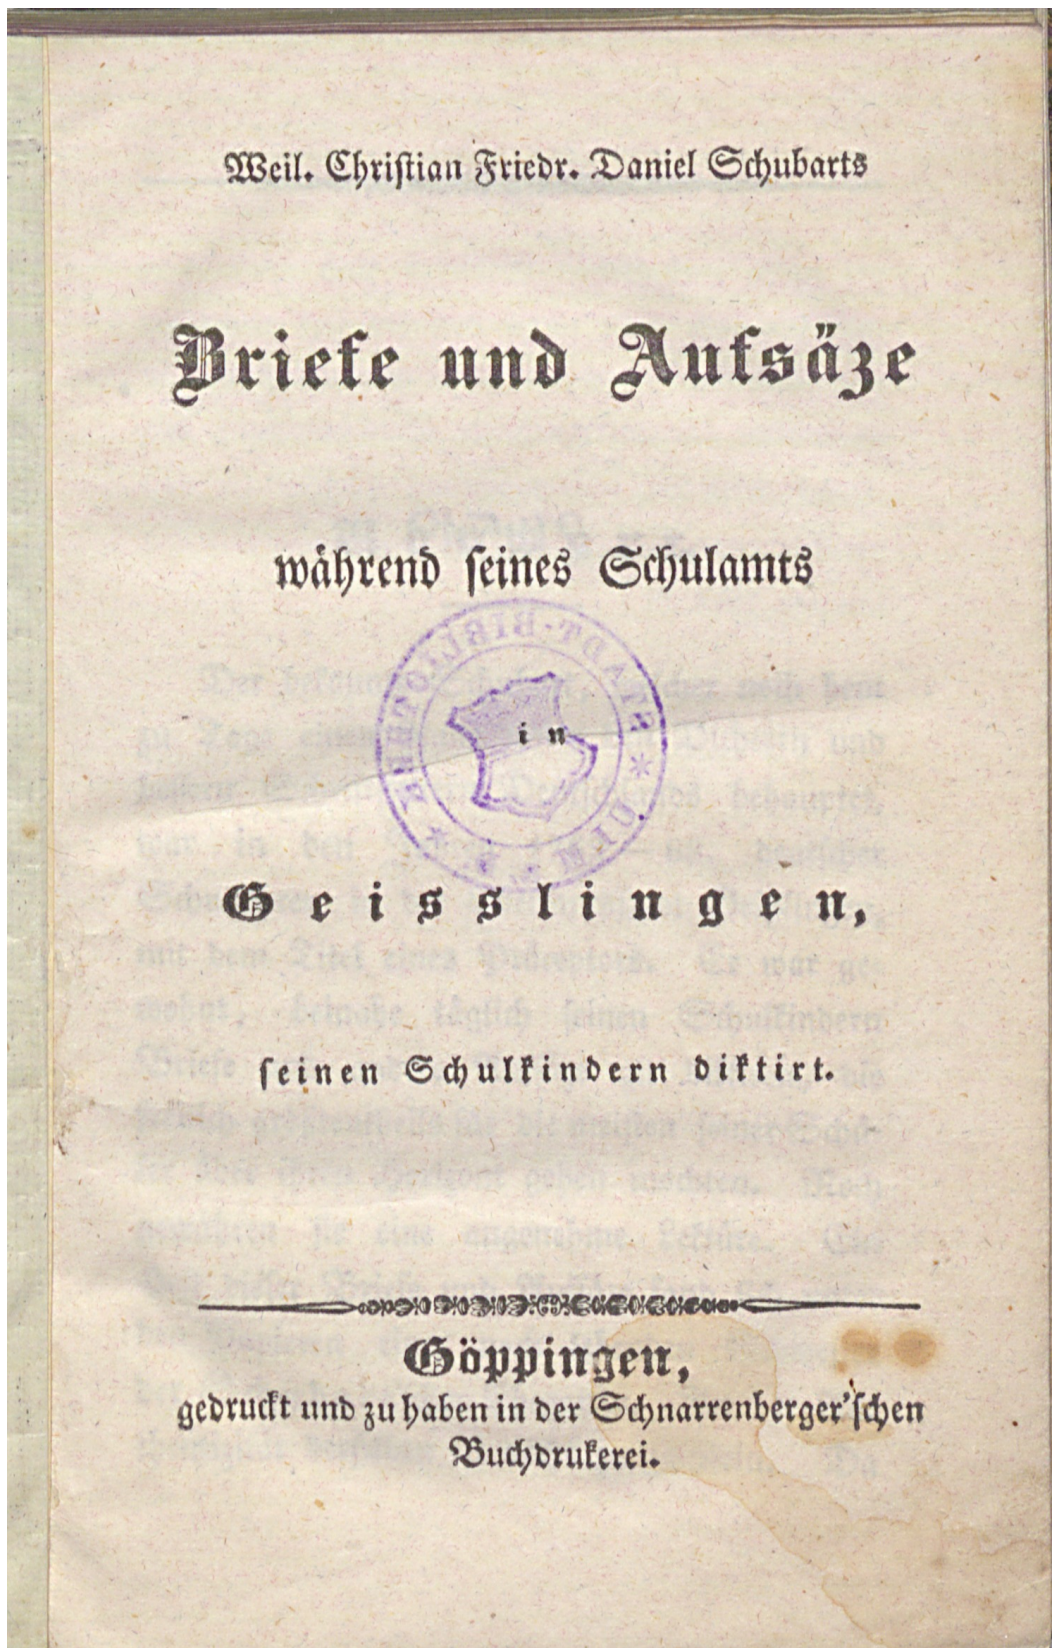 Weil. Christian Friedr. Daniel Schubarts
Briefe und Aufsäze
während seines Schulamts
in
Geisslingen,
seinen Schulkindern diktirt.
Göppingen,
gedruckt und zu haben in der Schnarrenberger'schen
Buchdrukerei.